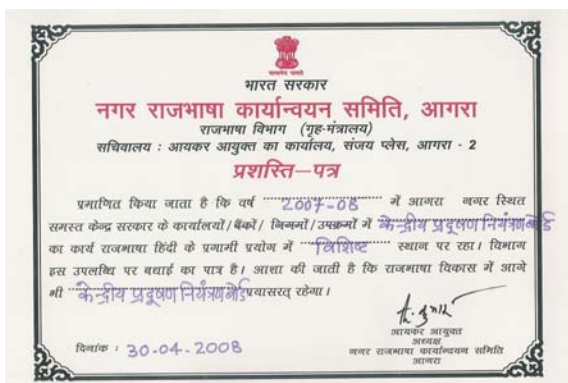 भारत सरकार
नगर राजभाषा कार्यान्वयन समिति, आगरा
राजभाषा विभाग (गृह-मंत्रालय)
सचिवालय : आयकर आयुक्त का कार्यालय, संजय प्लेस, आगरा - 2
प्रशस्ति–पत्र
प्रमाणित किया जाता है कि वर्ष 2007-08 में आगरा नगर स्थित
समस्त केन्द्र सरकार के कार्यालयों/बैंकों/निगमों/उपक्रमों में केन्द्रीय प्रदूषण नियंत्रण बोर्ड
का कार्य राजभाषा हिंदी के प्रगामी प्रयोग में विशिष्ट स्थान पर रहा। विभाग
इस उपलब्धि पर बधाई का पात्र है। आशा की जाती है कि राजभाषा विकास में आगे
भी केन्द्रीय प्रदूषण नियंत्रण बोर्ड प्रयासरत् रहेगा।
आयकर आयुक्त
अध्यक्ष
नगर राजभाषा कार्यान्वयन समिति
आगरा
दिनांक : 30-04-2008